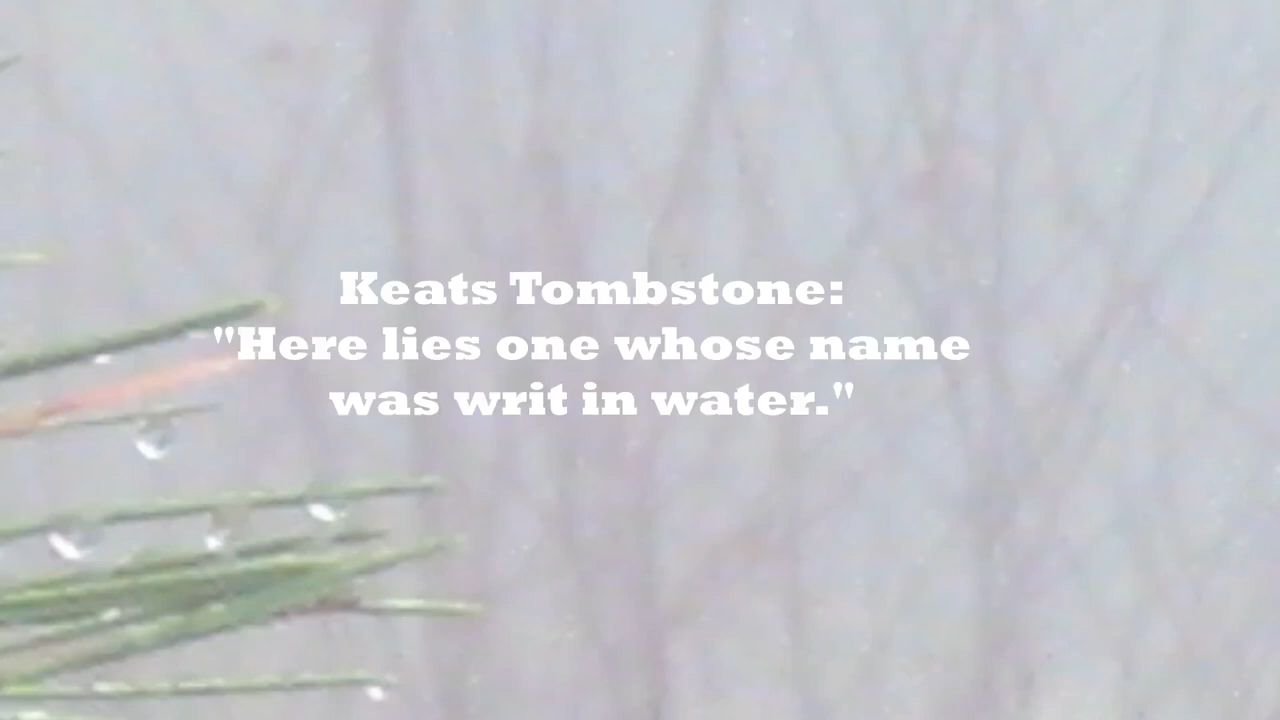 Keats Tombstone:
"Here lies one whose name
was writ in water."